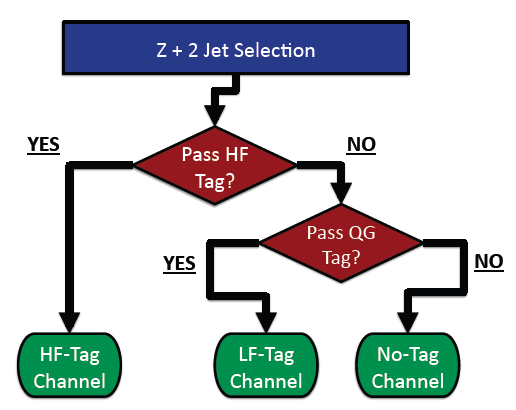 Z + 2 Jet Selection
YES
NO
Pass HF
Tag?
Pass QG
Tag?
YES
NO
HF-Tag
Channel
LF-Tag
Channel
No-Tag
Channel